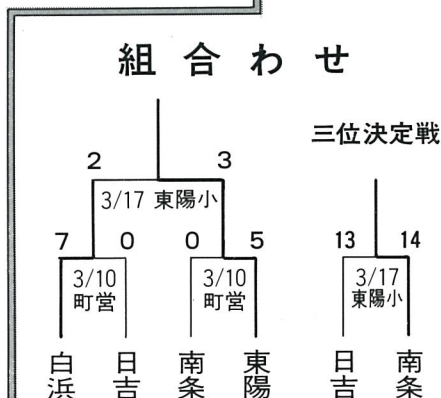 組合わせ
三位決定戦
2 3
3/17 東陽小
7 0 0 5
3/10
町営
3/10
町営
13 14
3/17
東陽小
白浜
日吉
南条
東陽
日吉
南条